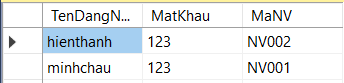 TenDangN... MatKhau MaNV
hienthanh 123 NV002
minhchau 123 NV001